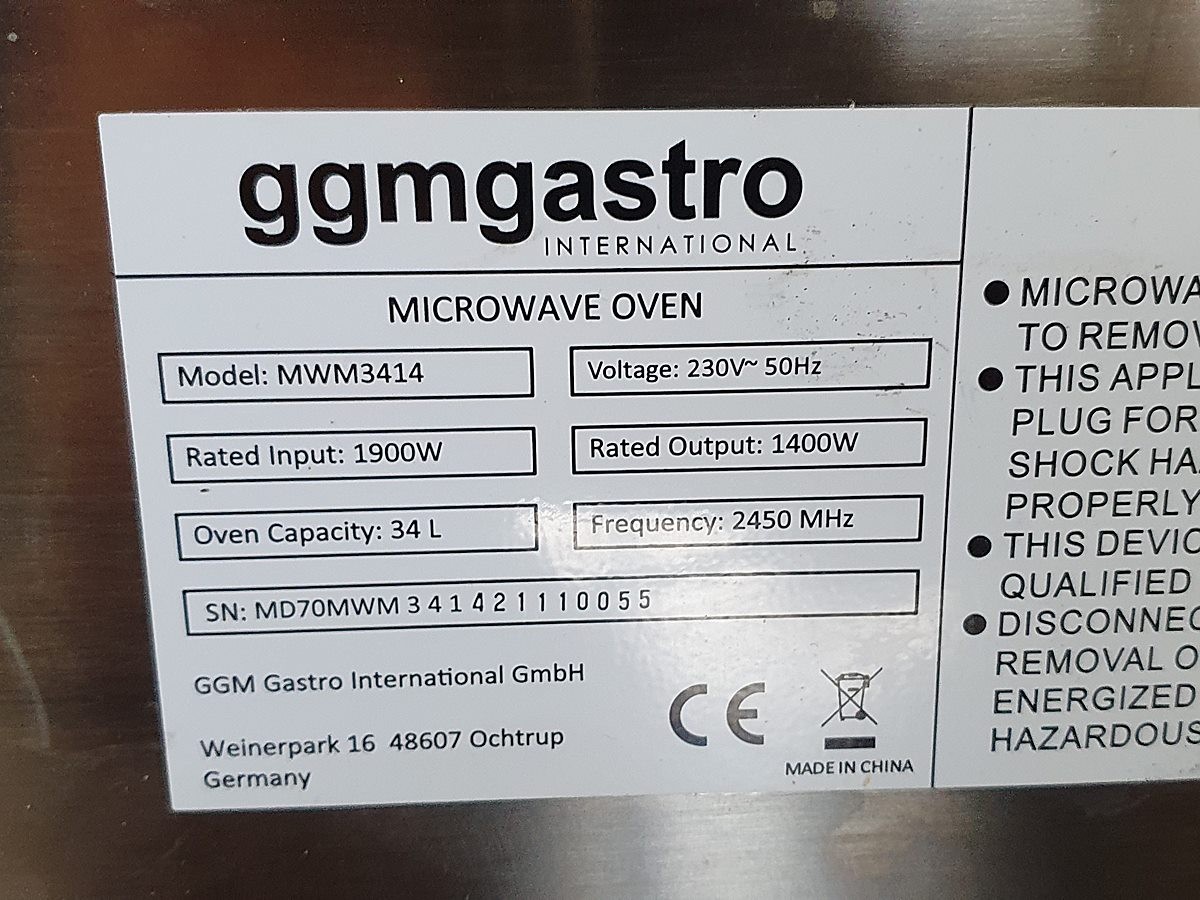 ggmgastro
INTERNATIONAL
MICROWAVE OVEN
Model: MWM3414
Voltage: 230V~ 50Hz
Rated Input: 1900W
Rated Output: 1400W
Oven Capacity: 34 L
Frequency: 2450 MHz
SN: MD70MWM 341421110055
GGM Gastro International GmbH
Weinerpark 16 48607 Ochtrup
Germany
CE
MADE IN CHINA
● MICROWA
TO REMOV
● THIS APPL
PLUG FOR
SHOCK HA
PROPERLY
● THIS DEVIC
QUALIFIED
● DISCONNEC
REMOVAL O
ENERGIZED
HAZARDOUS